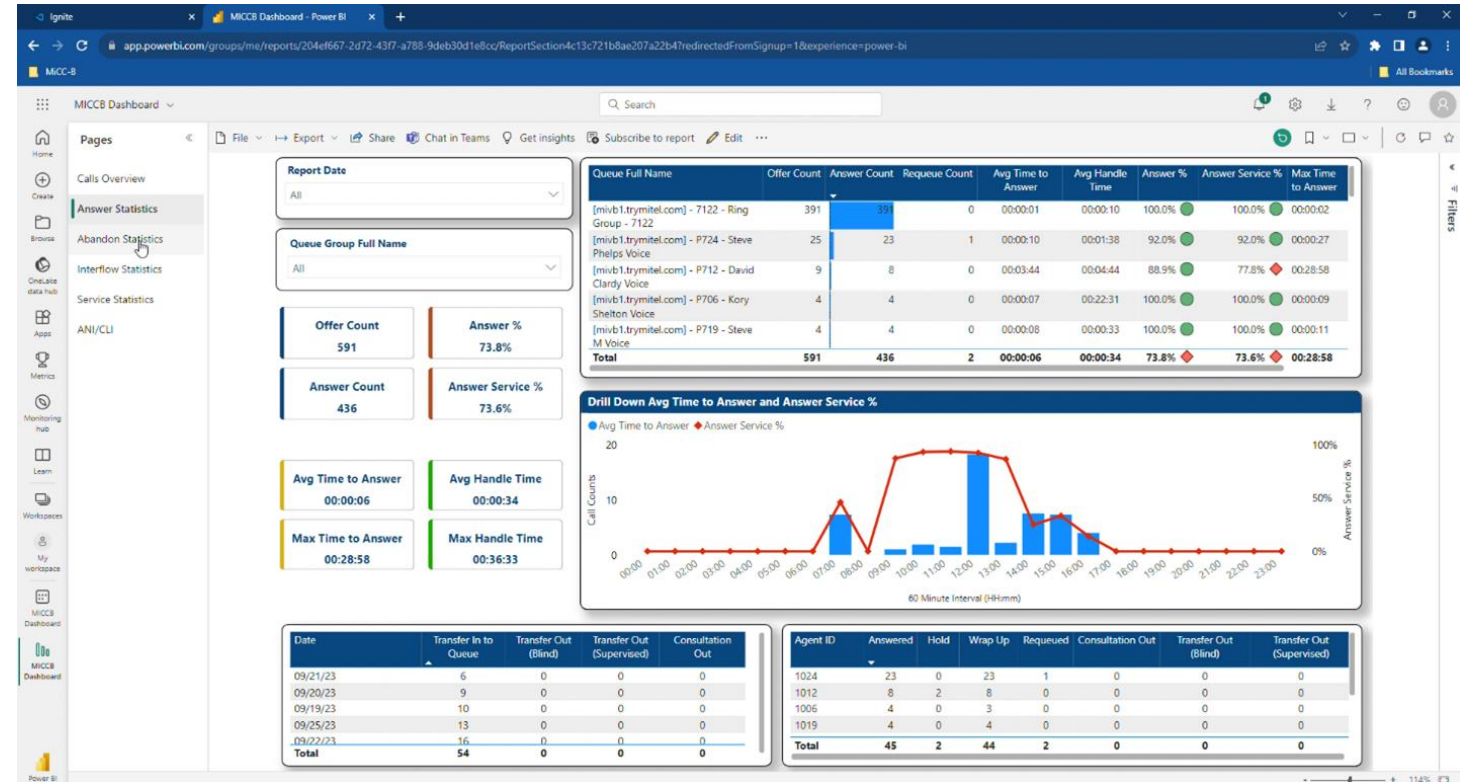 Ignite
MICCB Dashboard - Power BI
app.powerbi.com/groups/me/reports/204ef667-2d72-43f7-a788-9deb30d1e8cc/ReportSection4c13c721b8ae207a22b4?redirectedFromSignup=1&experience=power-bi
MiCC-B
All Bookmarks
MICCB Dashboard
Search
1
Home
Create
Browse
OneLake data hub
Apps
Metrics
Monitoring hub
Learn
Workspaces
My workspace
MICCB Dashboard
MICCB Dashboard
Power BI
Pages
Calls Overview
Answer Statistics
Abandon Statistics
Interflow Statistics
Service Statistics
ANI/CLI
File Export Share Chat in Teams Get insights Subscribe to report Edit
Filters
Report Date
All
Queue Group Full Name
All
Offer Count
591
Answer %
73.8%
Answer Count
436
Answer Service %
73.6%
Avg Time to Answer
00:00:06
Avg Handle Time
00:00:34
Max Time to Answer
00:28:58
Max Handle Time
00:36:33
Queue Full Name Offer Count Answer Count Requeue Count Avg Time to Answer Avg Handle Time Answer % Answer Service % Max Time to Answer
[mivb1.trymitel.com] - 7122 - Ring Group - 7122 391 391 0 00:00:01 00:00:10 100.0% 100.0% 00:00:02
[mivb1.trymitel.com] - P724 - Steve Phelps Voice 25 23 1 00:00:10 00:01:38 92.0% 92.0% 00:00:27
[mivb1.trymitel.com] - P712 - David Clardy Voice 9 8 0 00:03:44 00:04:44 88.9% 77.8% 00:28:58
[mivb1.trymitel.com] - P706 - Kory Shelton Voice 4 4 0 00:00:07 00:22:31 100.0% 100.0% 00:00:09
[mivb1.trymitel.com] - P719 - Steve M Voice 4 4 0 00:00:08 00:00:33 100.0% 100.0% 00:00:11
Total 591 436 2 00:00:06 00:00:34 73.8% 73.6% 00:28:58
Drill Down Avg Time to Answer and Answer Service %
Avg Time to Answer Answer Service %
Call Counts
20
10
0
Answer Service %
100%
50%
0%
00:00 01:00 02:00 03:00 04:00 05:00 06:00 07:00 08:00 09:00 10:00 11:00 12:00 13:00 14:00 15:00 16:00 17:00 18:00 19:00 20:00 21:00 22:00 23:00
60 Minute Interval (HH:mm)
Date Transfer In to Queue Transfer Out (Blind) Transfer Out (Supervised) Consultation Out
09/21/23 6 0 0 0
09/20/23 9 0 0 0
09/19/23 10 0 0 0
09/25/23 13 0 0 0
09/22/23 16 0 0 0
Total 54 0 0 0
Agent ID Answered Hold Wrap Up Requeued Consultation Out Transfer Out (Blind) Transfer Out (Supervised)
1024 23 0 23 1 0 0 0
1012 8 2 8 0 0 0 0
1006 4 0 3 0 0 0 0
1019 4 0 4 0 0 0 0
Total 45 2 44 2 0 0 0
114%